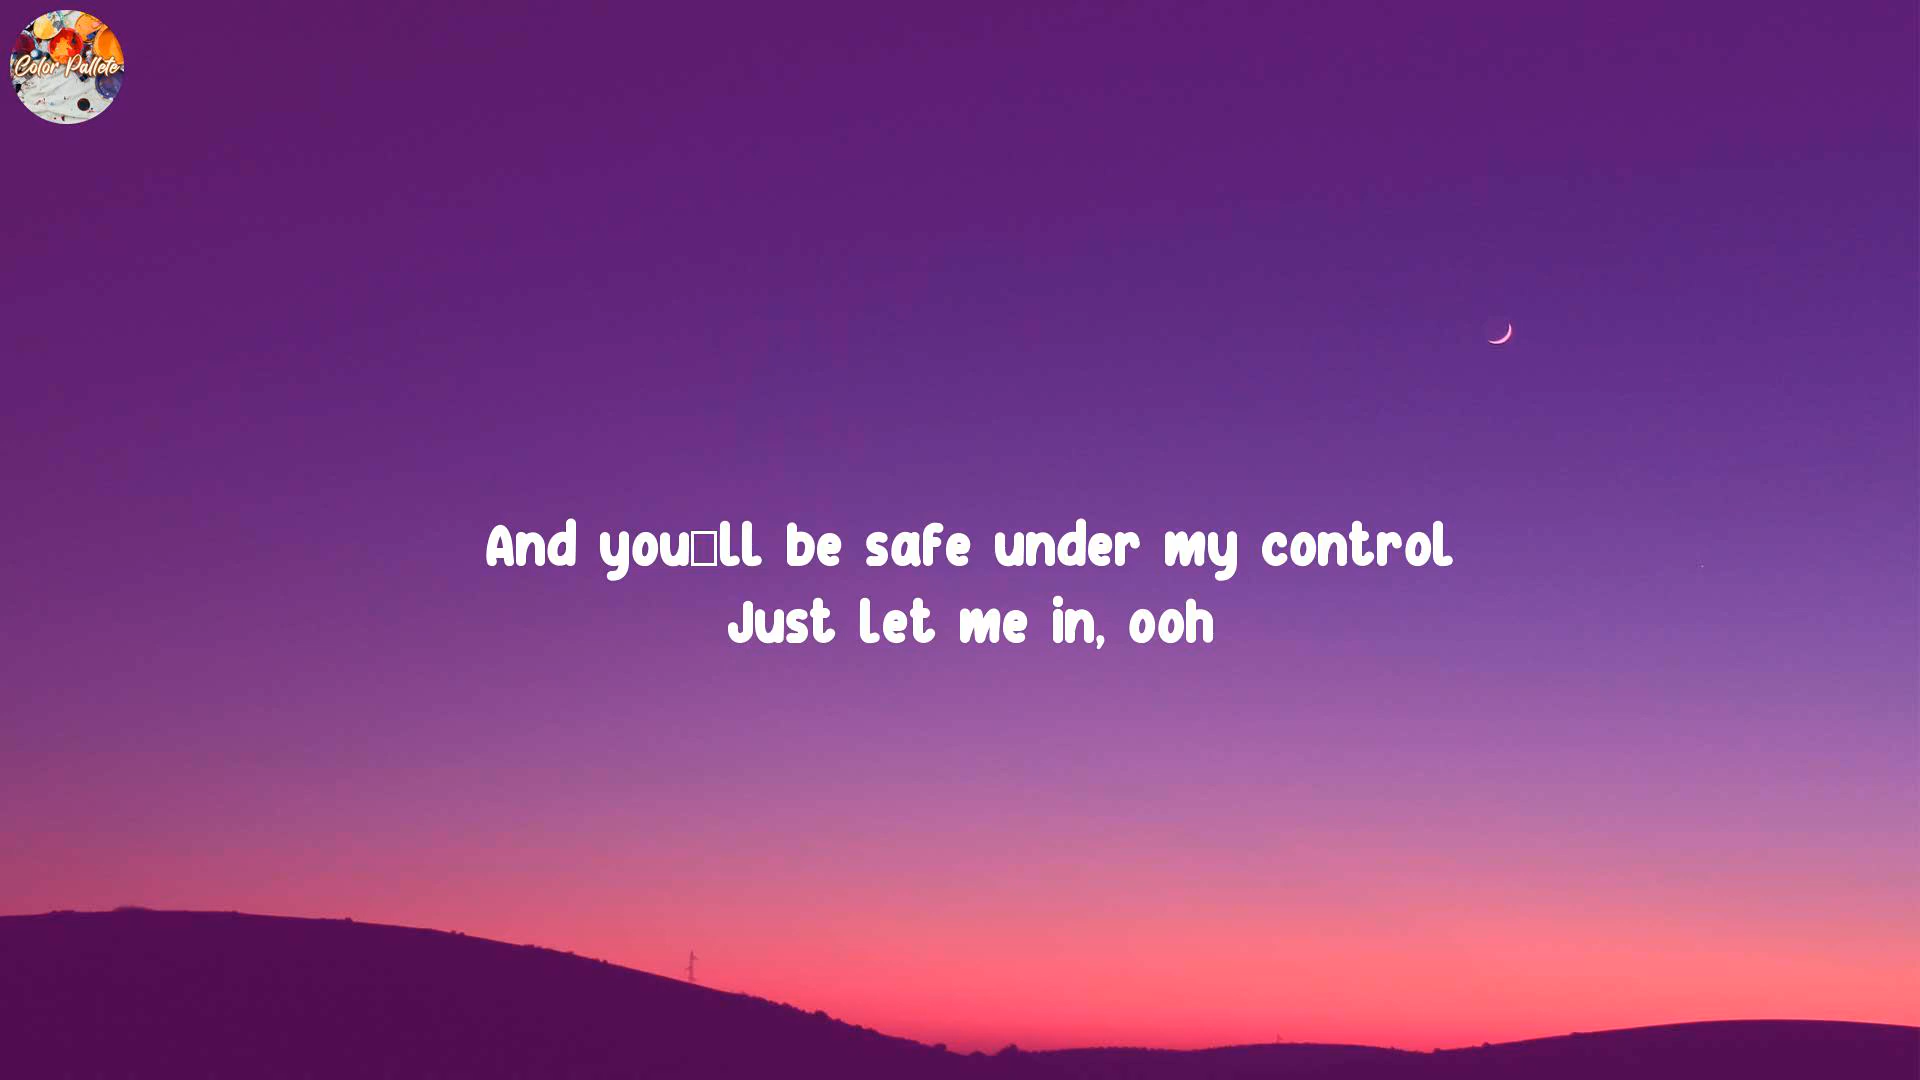 Color Pallete
And you□ll be safe under my control
Just let me in, ooh